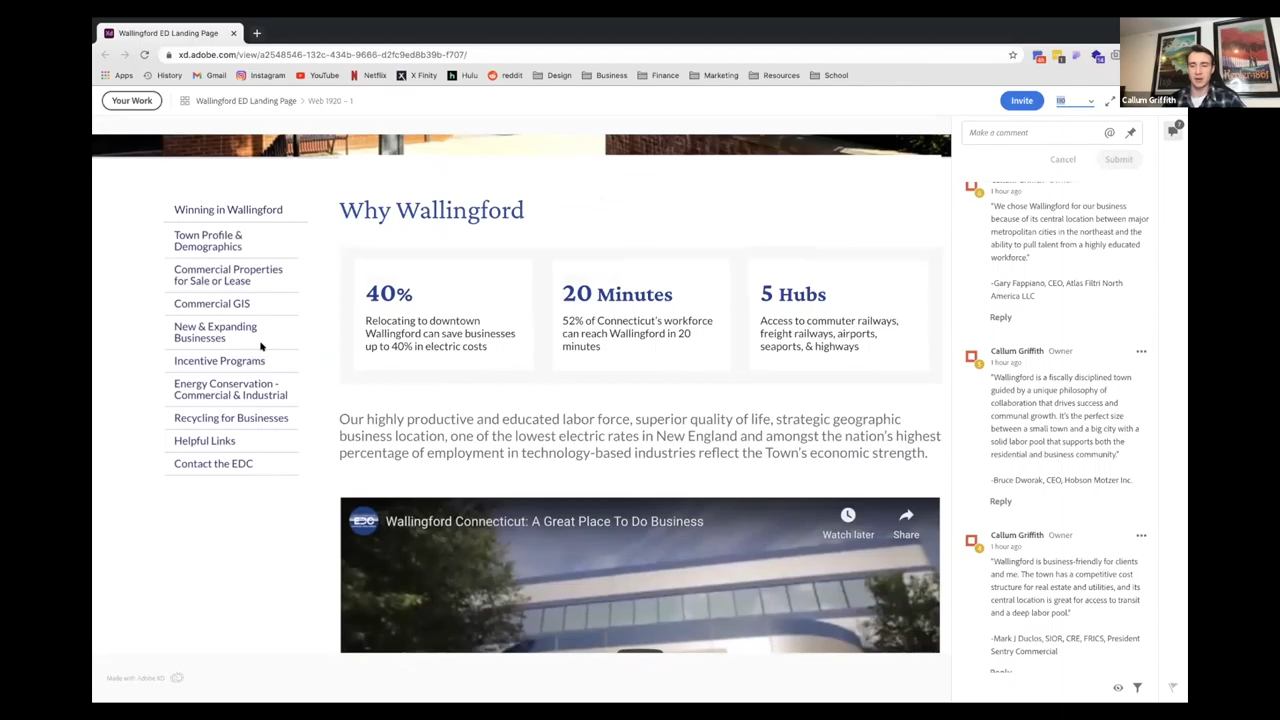 Wallingford ED Landing Page
xd.adobe.com/view/a2548546-132c-434b-9666-d2fc9ed8b39b-f707/
Apps
History
Gmail
Instagram
YouTube
Netflix
X Finity
Hulu
reddit
Design
Business
Finance
Marketing
Resources
School
Your Work
Wallingford ED Landing Page > Web 1920 – 1
Invite
Callum Griffith
Winning in Wallingford
Town Profile &
Demographics
Commercial Properties
for Sale or Lease
Commercial GIS
New & Expanding
Businesses
Incentive Programs
Energy Conservation -
Commercial & Industrial
Recycling for Businesses
Helpful Links
Contact the EDC
Why Wallingford
40%
Relocating to downtown
Wallingford can save businesses
up to 40% in electric costs
20 Minutes
52% of Connecticut's workforce
can reach Wallingford in 20
minutes
5 Hubs
Access to commuter railways,
freight railways, airports,
seaports, & highways
Our highly productive and educated labor force, superior quality of life, strategic geographic
business location, one of the lowest electric rates in New England and amongst the nation's highest
percentage of employment in technology-based industries reflect the Town's economic strength.
EDC
Wallingford Connecticut: A Great Place To Do Business
Watch later
Share
Made with Adobe XD
Make a comment
@
Cancel
Submit
7
1 hour ago
"We chose Wallingford for our business
because of its central location between major
metropolitan cities in the northeast and the
ability to pull talent from a highly educated
workforce."
-Gary Fappiano, CEO, Atlas Filtri North
America LLC
Reply
Callum Griffith Owner
1 hour ago
"Wallingford is a fiscally disciplined town
guided by a unique philosophy of
collaboration that drives success and
communal growth. It's the perfect size
between a small town and a big city with a
solid labor pool that supports both the
residential and business community."
-Bruce Dworak, CEO, Hobson Motzer Inc.
Reply
Callum Griffith Owner
1 hour ago
"Wallingford is business-friendly for clients
and me. The town has a competitive cost
structure for real estate and utilities, and its
central location is great for access to transit
and a deep labor pool."
-Mark J Duclos, SIOR, CRE, FRICS, President
Sentry Commercial
Reply